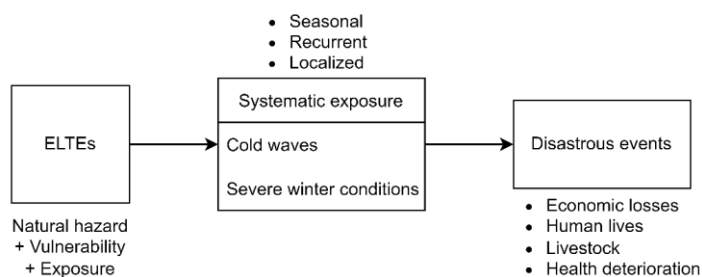 • Seasonal
• Recurrent
• Localized
ELTEs
Natural hazard
+ Vulnerability
+ Exposure
Systematic exposure
Cold waves
Severe winter conditions
Disastrous events
• Economic losses
• Human lives
• Livestock
• Health deterioration